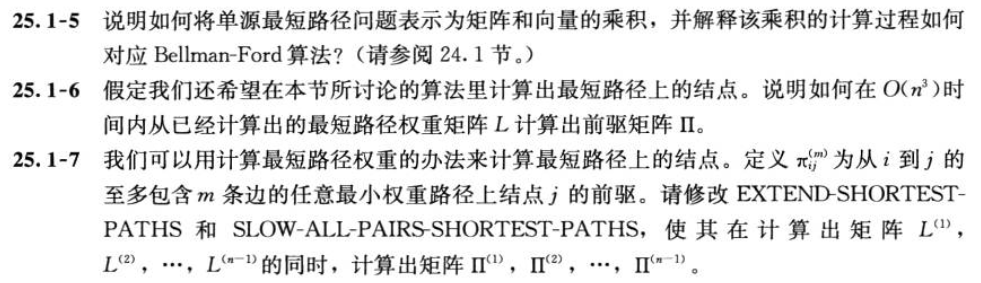 25.1-5 说明如何将单源最短路径问题表示为矩阵和向量的乘积，并解释该乘积的计算过程如何
对应 Bellman-Ford 算法？（请参阅 24.1 节。）
25.1-6 假定我们还希望在本节所讨论的算法里计算出最短路径上的结点。说明如何在 O(n³)时
间内从已经计算出的最短路径权重矩阵 L 计算出前驱矩阵 Π。
25.1-7 我们可以用计算最短路径权重的办法来计算最短路径上的结点。定义 π_{ij}^{(m)} 为从 i 到 j 的
至多包含 m 条边的任意最小权重路径上结点 j 的前驱。请修改 EXTEND-SHORTEST-
PATHS 和 SLOW-ALL-PAIRS-SHORTEST-PATHS，使其在计算出矩阵 L^{(1)}，
L^{(2)}，…，L^{(n-1)} 的同时，计算出矩阵 Π^{(1)}，Π^{(2)}，…，Π^{(n-1)}。